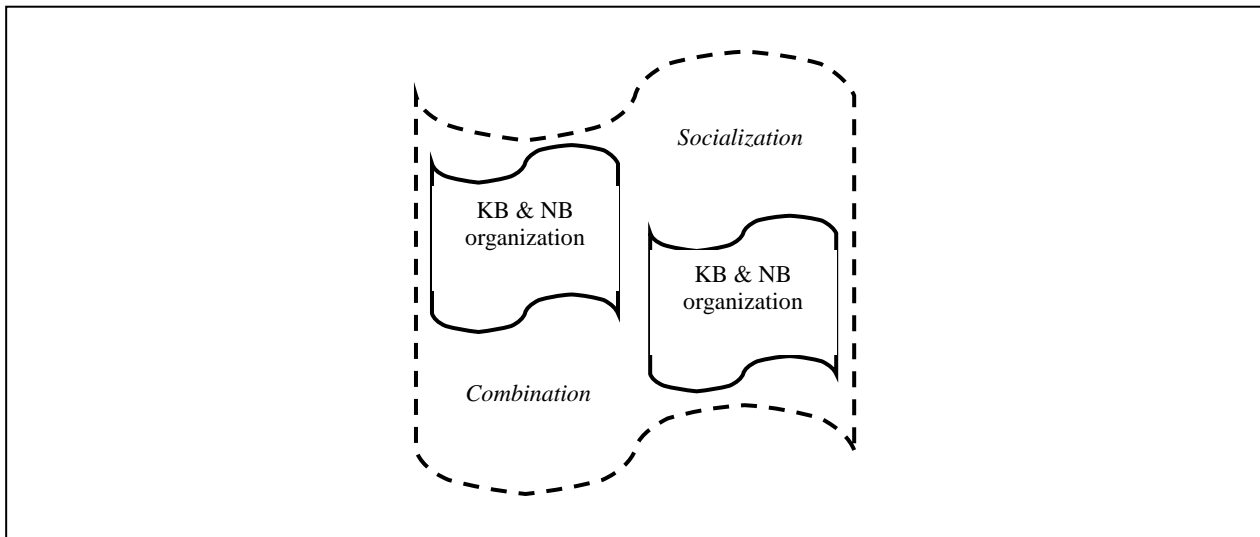 Socialization
KB & NB
organization
KB & NB
organization
Combination